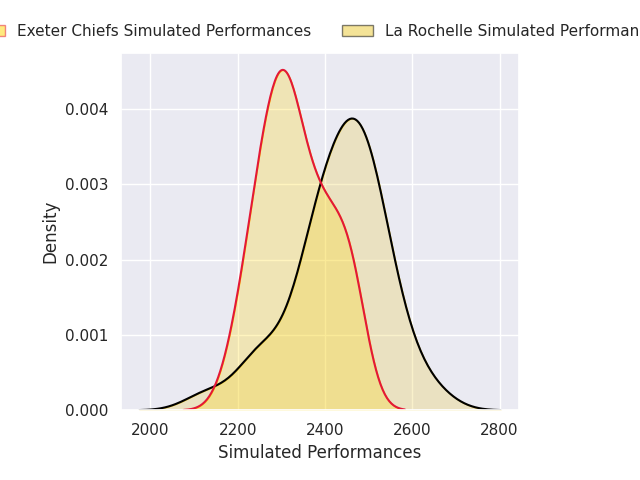 Exeter Chiefs Simulated Performances
La Rochelle Simulated
Density
0.004
0.003
0.002
0.001
0.000
2000 2200 2400 2600 2800
Simulated Performances